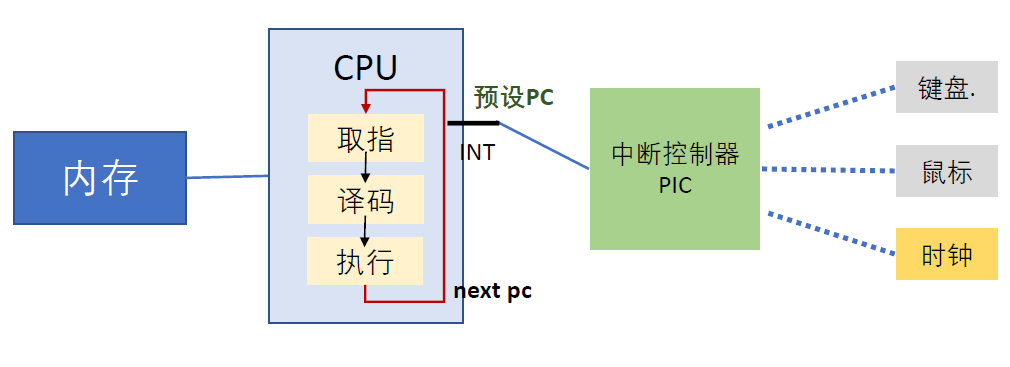 内存
CPU
取指
译码
执行
预设PC
INT
next pc
中断控制器
PIC
键盘.
鼠标
时钟